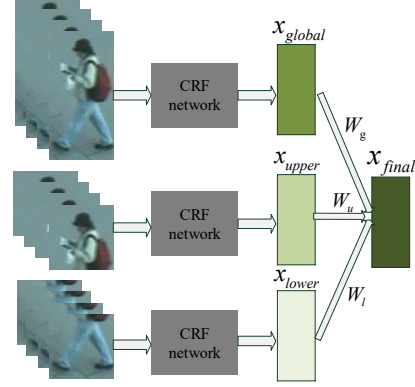 x_global
CRF
network
W_g
x_upper
x_final
CRF
network
W_u
x_lower
W_l
CRF
network